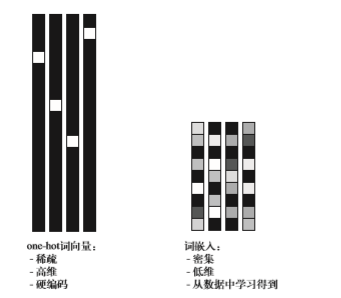 one-hot词向量：
- 稀疏
- 高维
- 硬编码
词嵌入：
- 密集
- 低维
- 从数据中学习得到